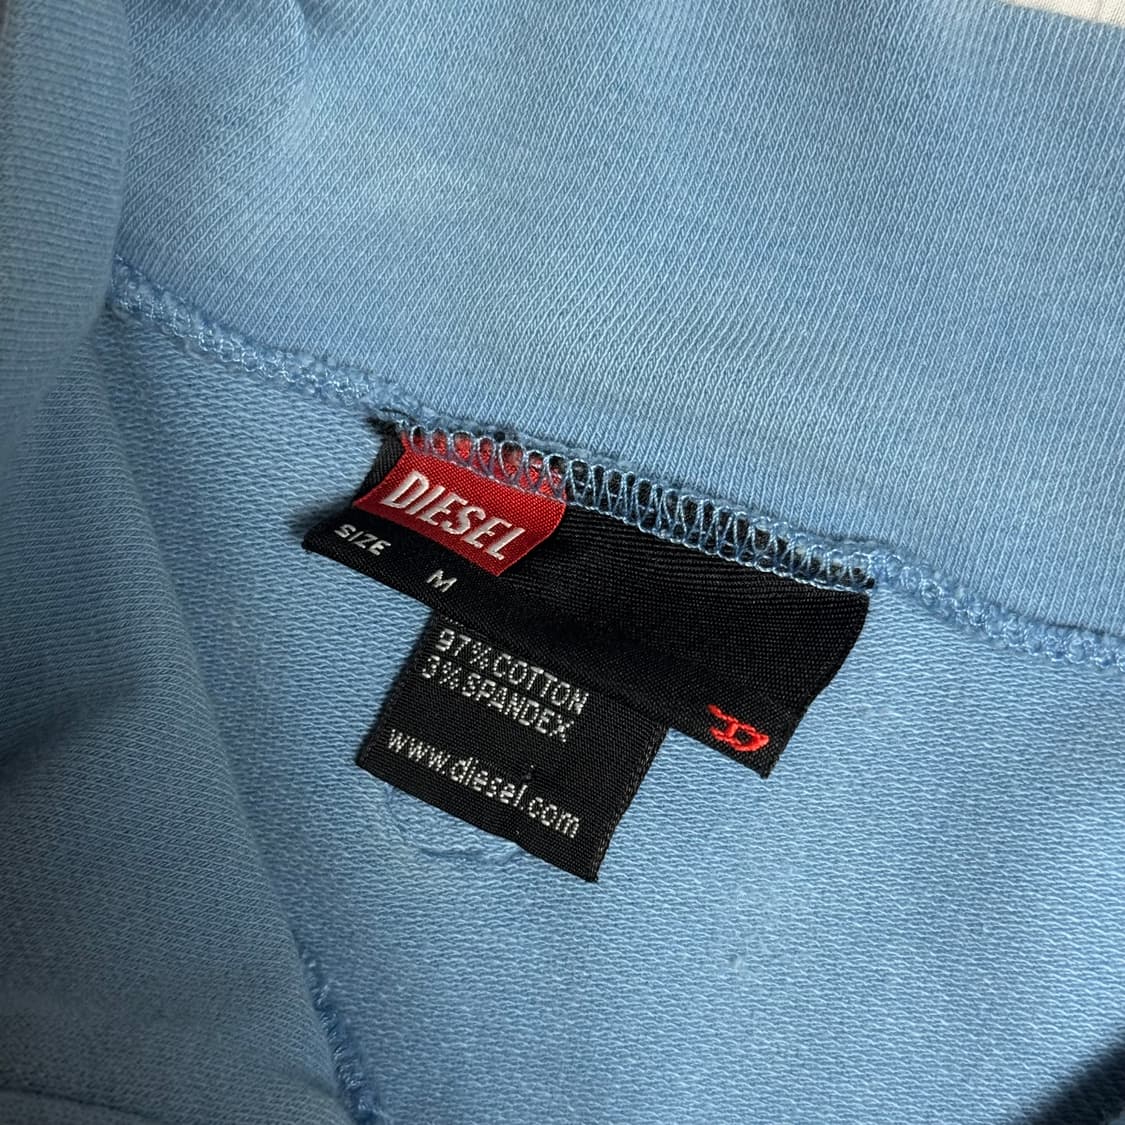 DIESEL
SIZE
M
97% COTTON
3% SPANDEX
www.diesel.com
D